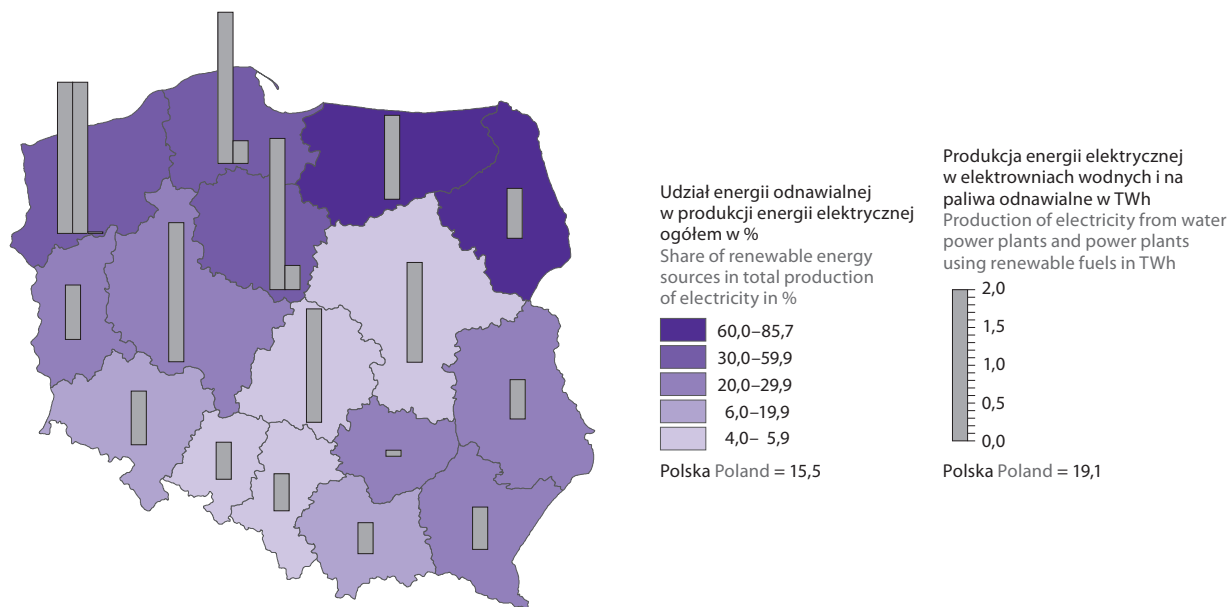 Udział energii odnawialnej
w produkcji energii elektrycznej
ogółem w %
Share of renewable energy
sources in total production
of electricity in %
60,0–85,7
30,0–59,9
20,0–29,9
6,0–19,9
4,0– 5,9
Polska Poland = 15,5
Produkcja energii elektrycznej
w elektrowniach wodnych i na
paliwa odnawialne w TWh
Production of electricity from water
power plants and power plants
using renewable fuels in TWh
2,0
1,5
1,0
0,5
0,0
Polska Poland = 19,1